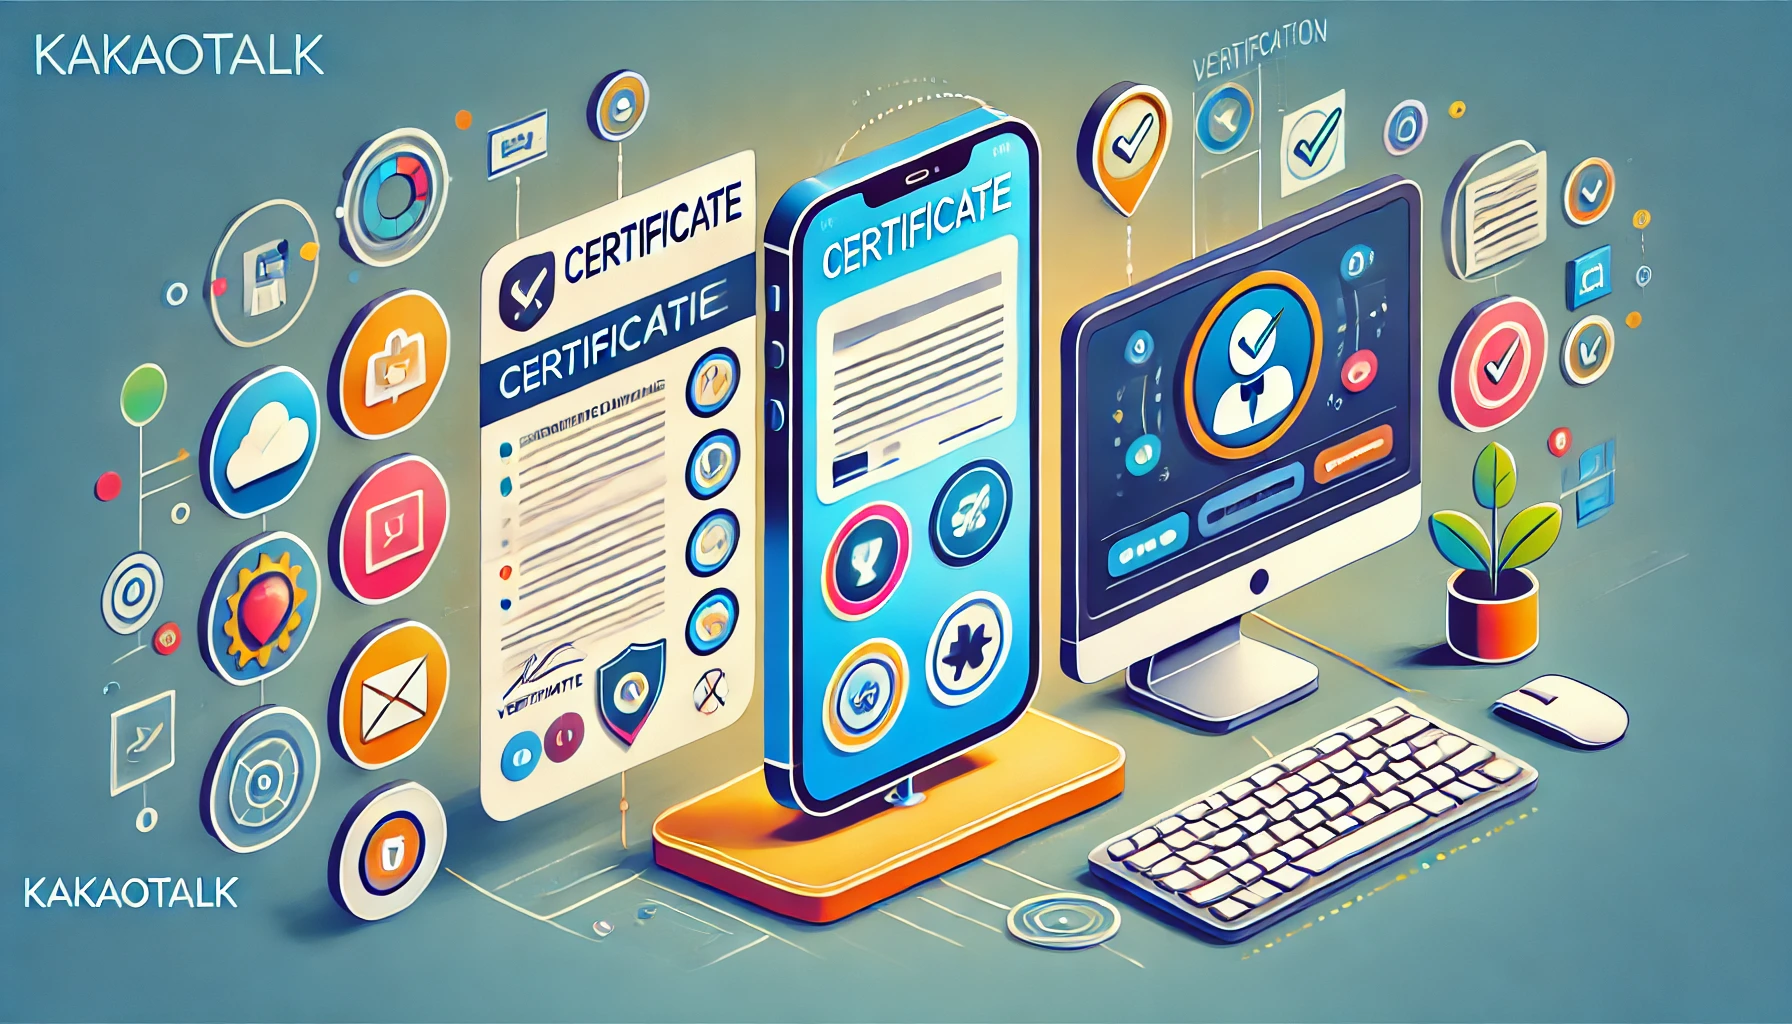 KAKAOTALK
VERTIFCATION
CERTIFICATE
CERTIFICATIE
CERTIFICATE
KAKAOTALK